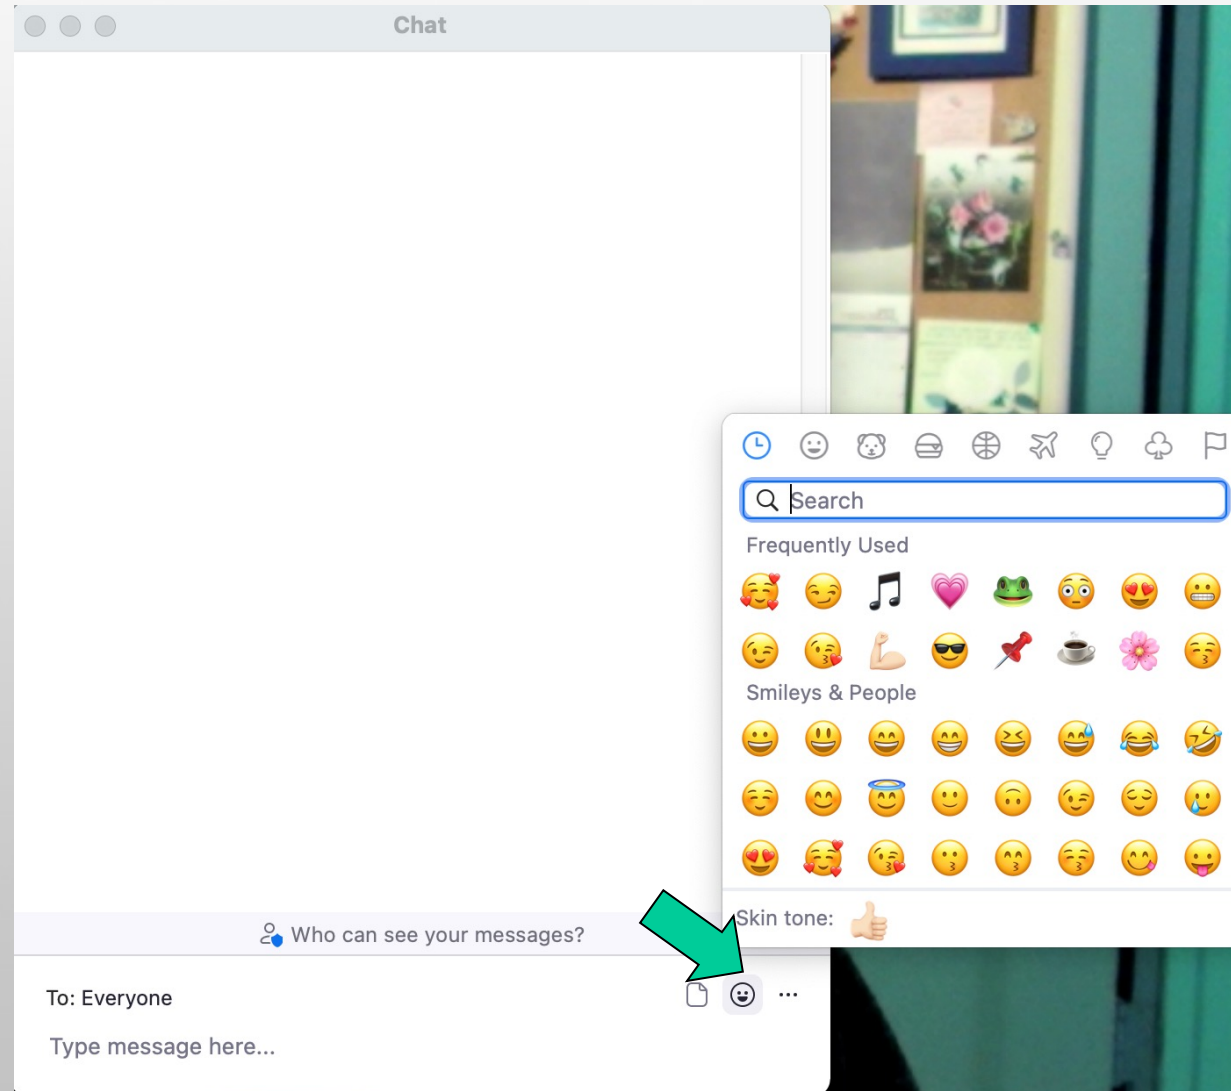 Chat
Search
Frequently Used
Smileys & People
Skin tone:
Who can see your messages?
To: Everyone
Type message here...